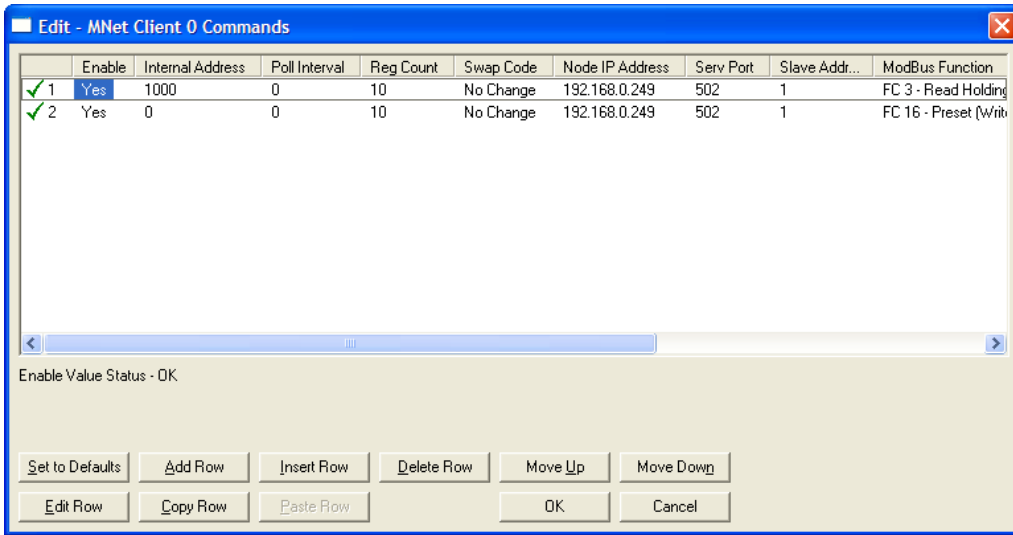 Edit - MNet Client 0 Commands
Enable Internal Address Poll Interval Reg Count Swap Code Node IP Address Serv Port Slave Addr... ModBus Function
1 Yes 1000 0 10 No Change 192.168.0.249 502 1 FC 3 - Read Holding
2 Yes 0 0 10 No Change 192.168.0.249 502 1 FC 16 - Preset (Write
Enable Value Status - OK
Set to Defaults Add Row Insert Row Delete Row Move Up Move Down
Edit Row Copy Row Paste Row OK Cancel